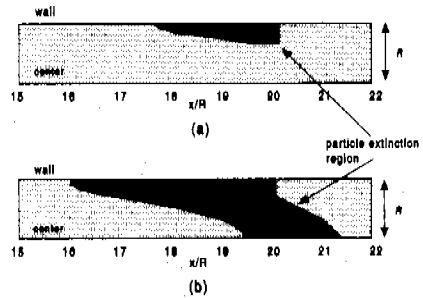 wall
center
R
15 16 17 18 19 20 21 22
x/R
(a)
particle extinction
region
wall
center
R
15 16 17 18 19 20 21 22
x/R
(b)